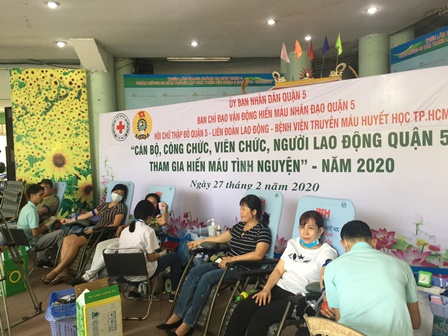 ỦY BAN NHÂN DÂN QUẬN 5
BAN CHỈ ĐẠO VẬN ĐỘNG HIẾN MÁU NHÂN ĐẠO QUẬN 5
HỘI CHỮ THẬP ĐỎ QUẬN 5 - LIÊN ĐOÀN LAO ĐỘNG - BỆNH VIỆN TRUYỀN MÁU HUYẾT HỌC TP.HCM
"CÁN BỘ, CÔNG CHỨC, VIÊN CHỨC, NGƯỜI LAO ĐỘNG QUẬN 5
THAM GIA HIẾN MÁU TÌNH NGUYỆN" - NĂM 2020
Ngày 27 tháng 2 năm 2020
BTH